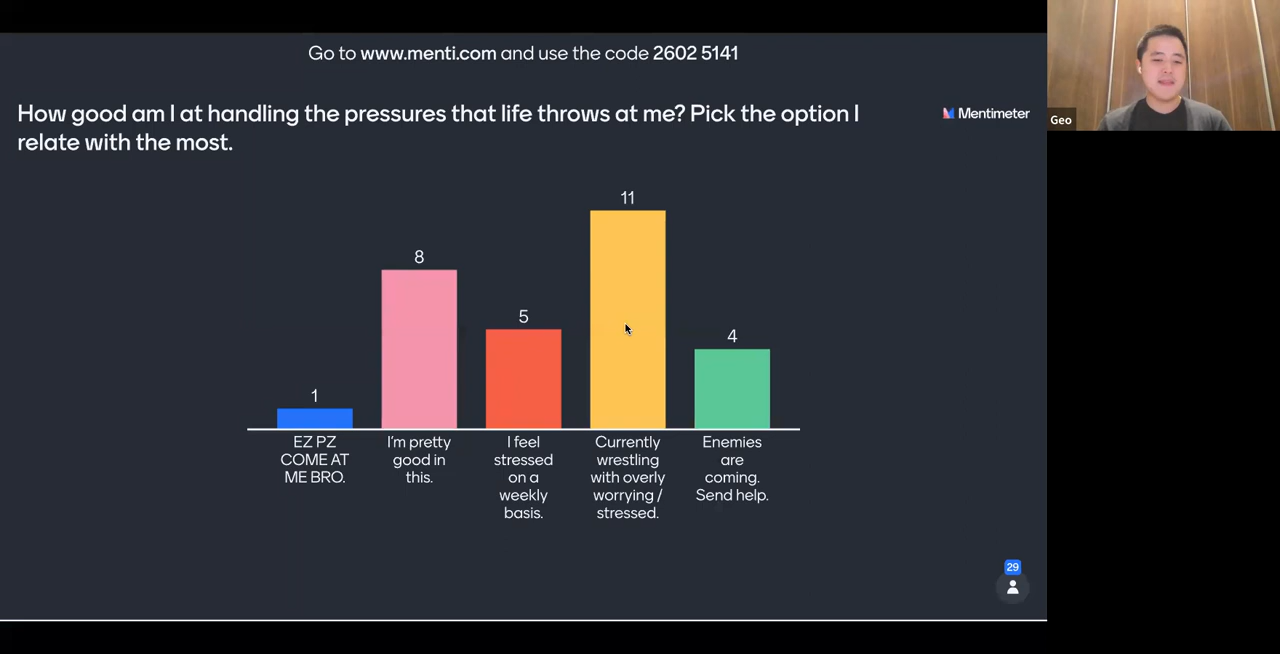 Go to www.menti.com and use the code 2602 5141
How good am I at handling the pressures that life throws at me? Pick the option I
relate with the most.
Mentimeter
Geo
11
8
5
4
1
EZ PZ
COME AT
ME BRO.
I'm pretty
good in
this.
I feel
stressed
on a
weekly
basis.
Currently
wrestling
with overly
worrying /
stressed.
Enemies
are
coming.
Send help.
29